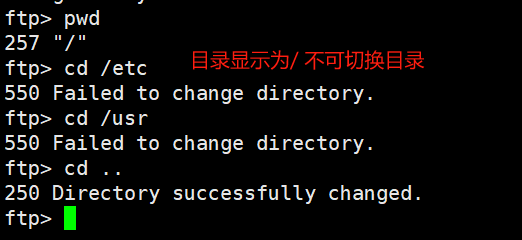 ftp> pwd
257 "/"
ftp> cd /etc
目录显示为/ 不可切换目录
550 Failed to change directory.
ftp> cd /usr
550 Failed to change directory.
ftp> cd ..
250 Directory successfully changed.
ftp>